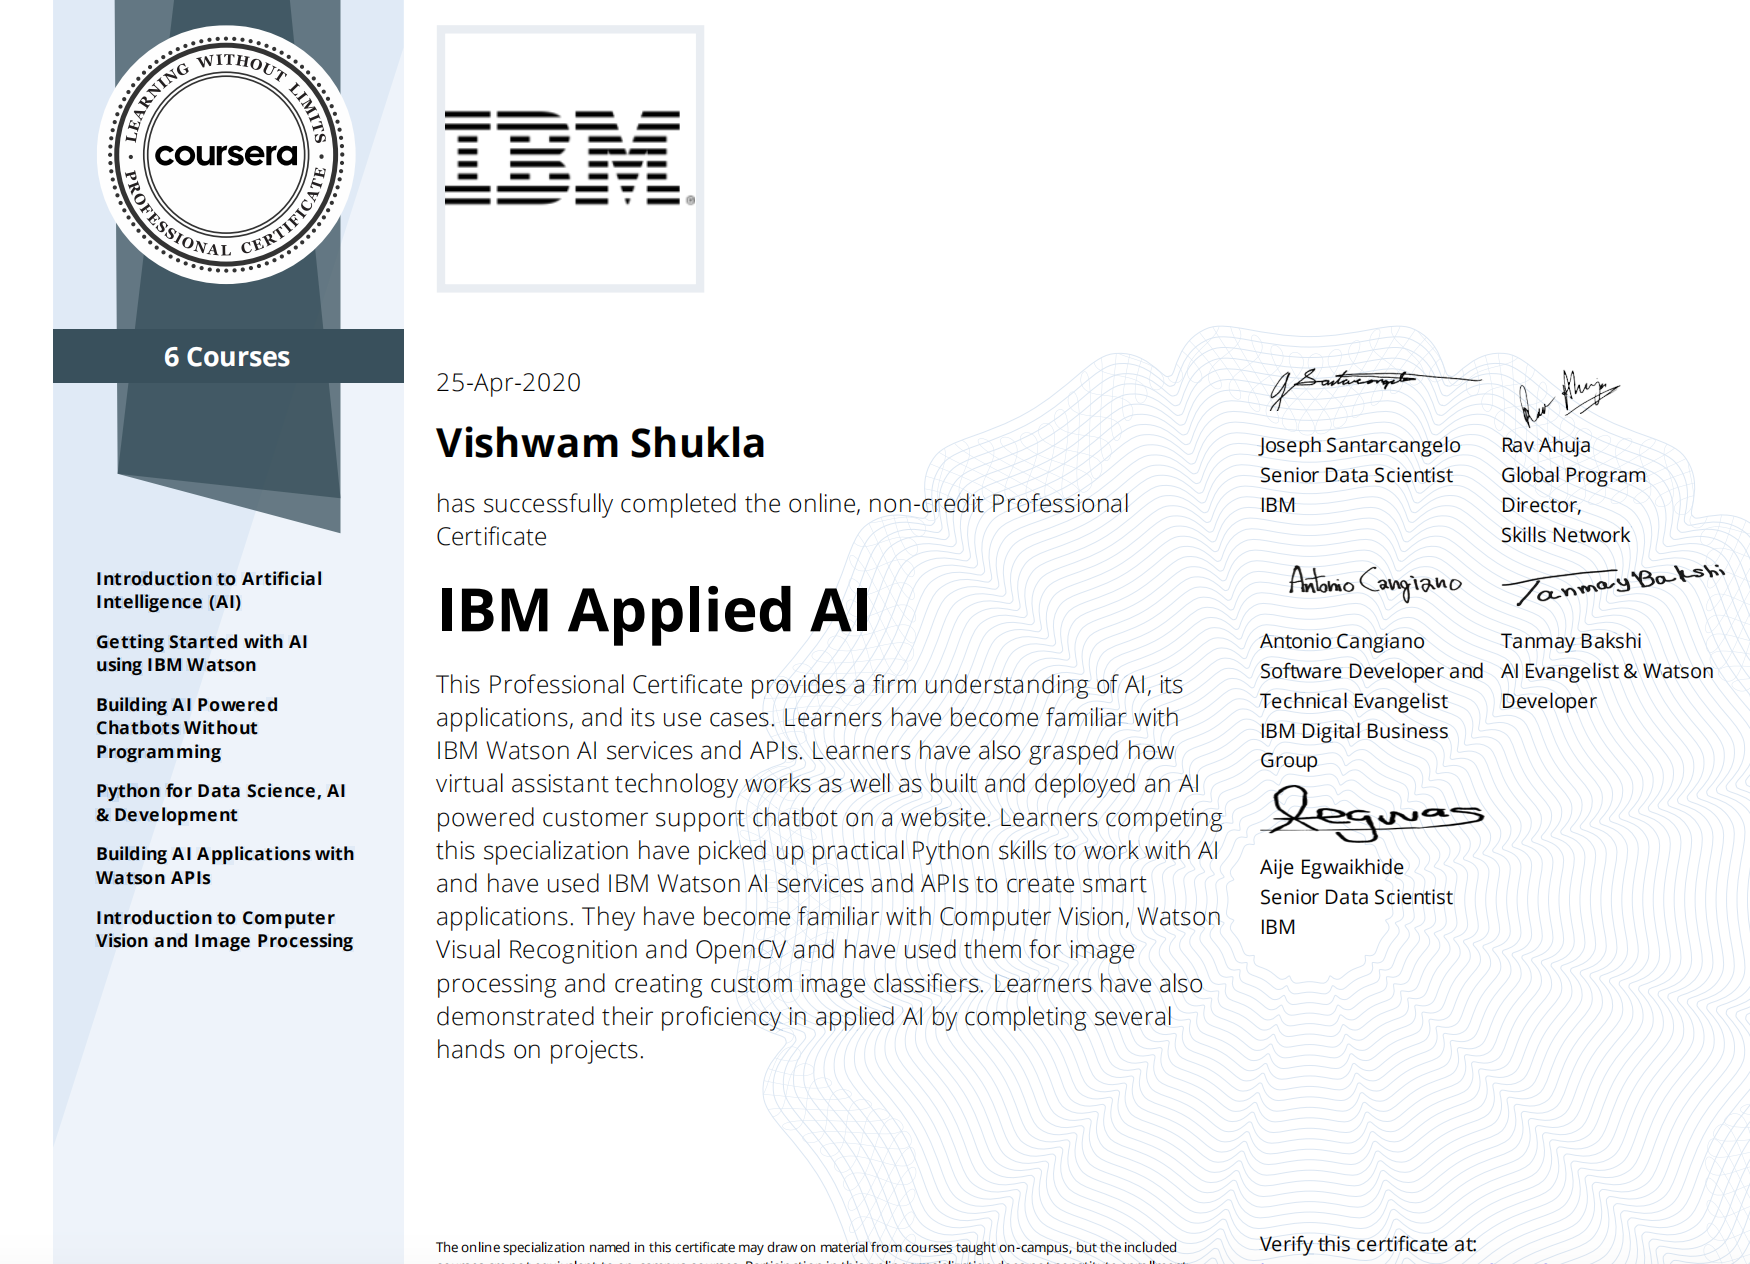 LEARNING WITHOUT LIMITS
coursera
PROFESSIONAL CERTIFICATE
6 Courses
Introduction to Artificial
Intelligence (AI)
Getting Started with AI
using IBM Watson
Building AI Powered
Chatbots Without
Programming
Python for Data Science, AI
& Development
Building AI Applications with
Watson APIs
Introduction to Computer
Vision and Image Processing
IBM®
25-Apr-2020
Vishwam Shukla
has successfully completed the online, non-credit Professional
Certificate
IBM Applied AI
This Professional Certificate provides a firm understanding of AI, its
applications, and its use cases. Learners have become familiar with
IBM Watson AI services and APIs. Learners have also grasped how
virtual assistant technology works as well as built and deployed an AI
powered customer support chatbot on a website. Learners competing
this specialization have picked up practical Python skills to work with AI
and have used IBM Watson AI services and APIs to create smart
applications. They have become familiar with Computer Vision, Watson
Visual Recognition and OpenCV and have used them for image
processing and creating custom image classifiers. Learners have also
demonstrated their proficiency in applied AI by completing several
hands on projects.
The online specialization named in this certificate may draw on material from courses taught on-campus, but the included
J Santarcangelo
Joseph Santarcangelo
Senior Data Scientist
IBM
Rav Ahuja
Rav Ahuja
Global Program
Director,
Skills Network
Antonio Cangiano
Antonio Cangiano
Software Developer and
Technical Evangelist
IBM Digital Business
Group
Tanmay Bakshi
Tanmay Bakshi
AI Evangelist & Watson
Developer
Aije Egwaikhide
Senior Data Scientist
IBM
Verify this certificate at: